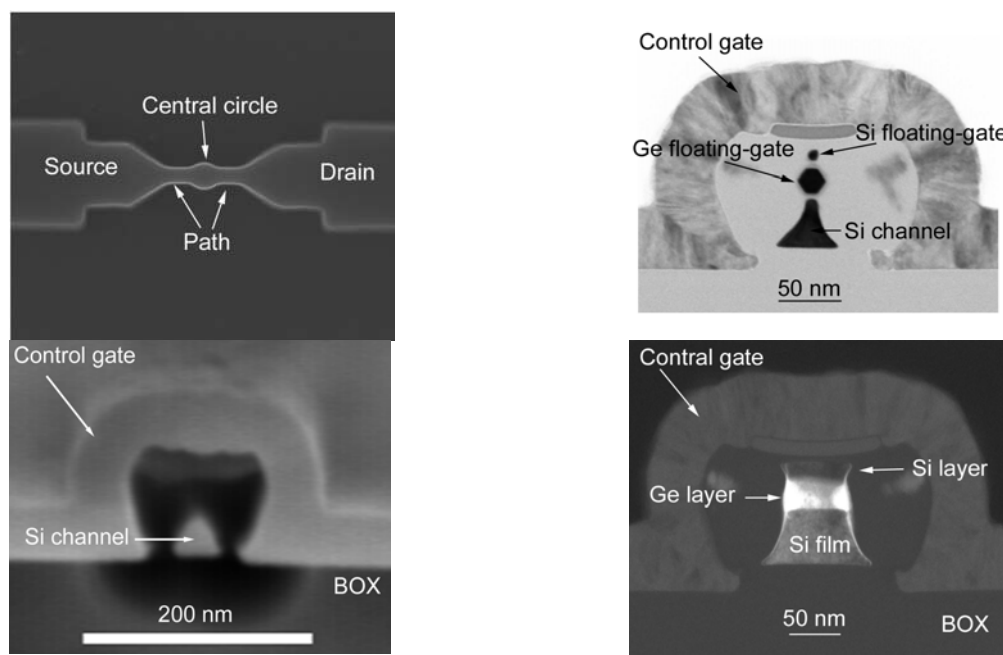 Central circle
Source
Drain
Path
Control gate
Si floating-gate
Ge floating-gate
Si channel
50 nm
Control gate
Si channel
BOX
200 nm
Contral gate
Si layer
Ge layer
Si film
BOX
50 nm